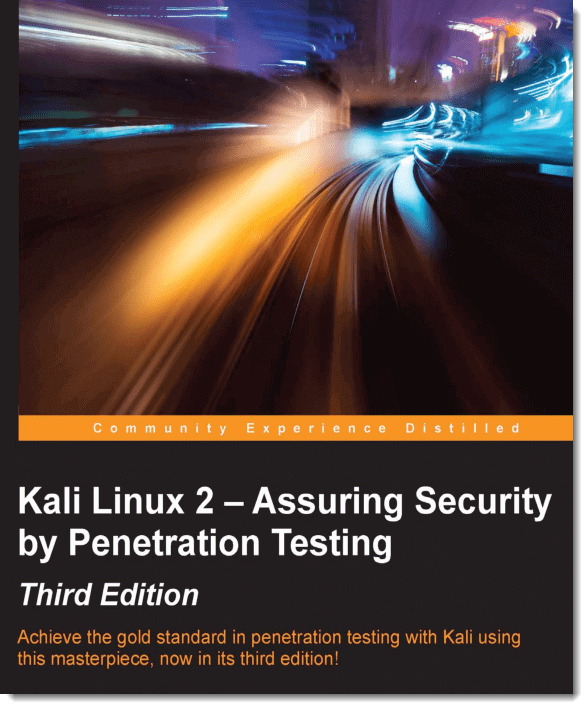 Community Experience Distilled
Kali Linux 2 – Assuring Security
by Penetration Testing
Third Edition
Achieve the gold standard in penetration testing with Kali using
this masterpiece, now in its third edition!